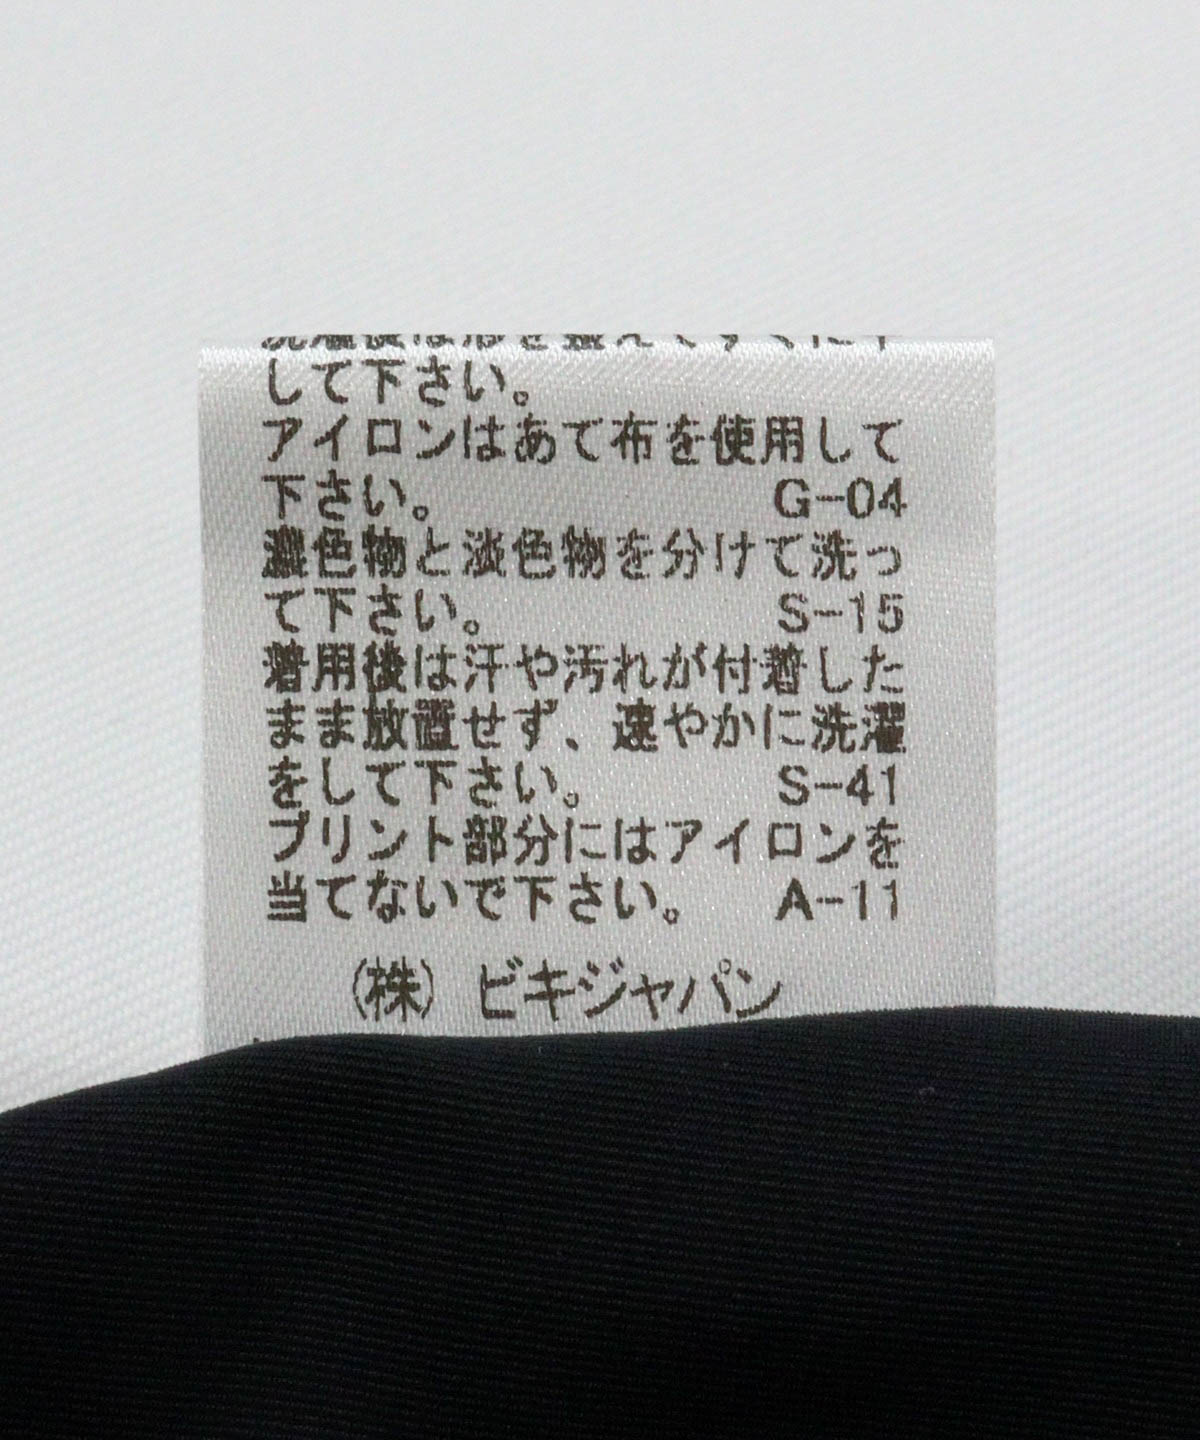 して下さい。
アイロンはあて布を使用して
下さい。 G-04
濃色物と淡色物を分けて洗っ
て下さい。 S-15
着用後は汗や汚れが付着した
まま放置せず、速やかに洗濯
をして下さい。 S-41
プリント部分にはアイロンを
当てないで下さい。 A-11
(株) ビキジャパン